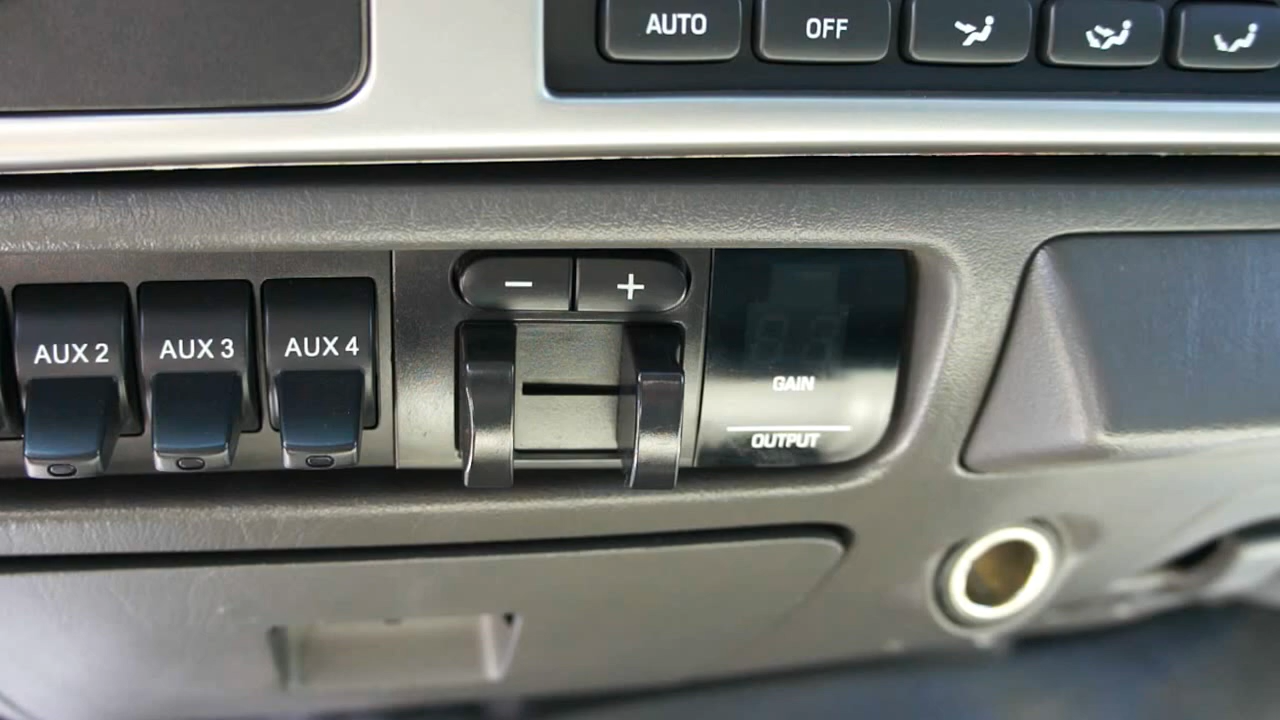 AUTO OFF
− +
AUX 2 AUX 3 AUX 4
GAIN
OUTPUT